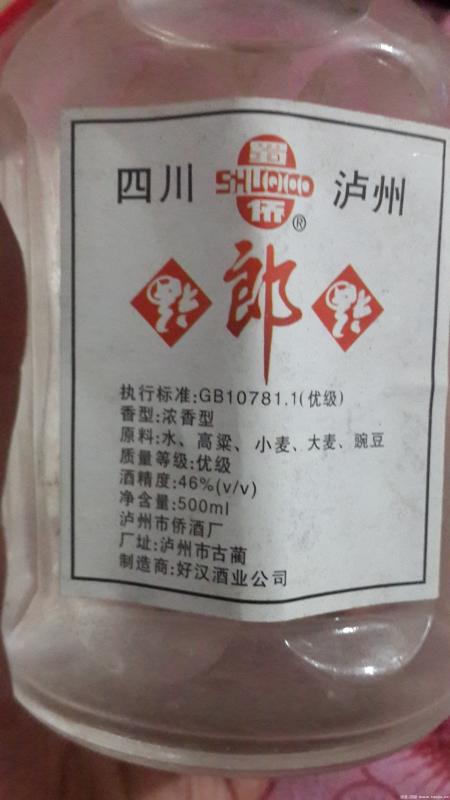 四川 蜀 SHUQIAO 侨 ® 泸州
福 郎 福
执行标准:GB10781.1(优级)
香型:浓香型
原料:水、高粱、小麦、大麦、豌豆
质量等级:优级
酒精度:46%(v/v)
净含量:500ml
泸州市侨酒厂
厂址:泸州市古蔺
制造商:好汉酒业公司